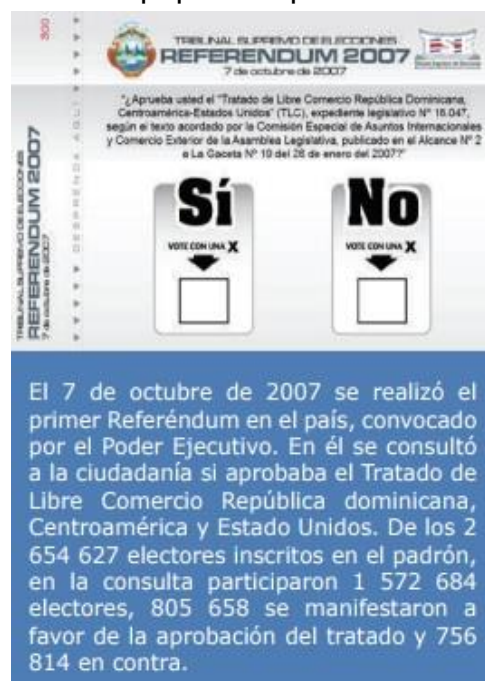 300
TRIBUNAL SUPREMO DE ELECCIONES
REFERENDUM 2007
7 de octubre de 2007
DESPRENDA AQUI
TRIBUNAL SUPREMO DE ELECCIONES
REFERENDUM 2007
7 de octubre de 2007
"¿Aprueba usted el "Tratado de Libre Comercio República Dominicana,
Centroamérica-Estados Unidos" (TLC), expediente legislativo Nº 16.047,
según el texto acordado por la Comisión Especial de Asuntos Internacionales
y Comercio Exterior de la Asamblea Legislativa, publicado en el Alcance Nº 2
a La Gaceta Nº 19 del 26 de enero del 2007?"
Sí
No
VOTE CON UNA X
VOTE CON UNA X
El 7 de octubre de 2007 se realizó el
primer Referéndum en el país, convocado
por el Poder Ejecutivo. En él se consultó
a la ciudadanía si aprobaba el Tratado de
Libre Comercio República dominicana,
Centroamérica y Estado Unidos. De los 2
654 627 electores inscritos en el padrón,
en la consulta participaron 1 572 684
electores, 805 658 se manifestaron a
favor de la aprobación del tratado y 756
814 en contra.